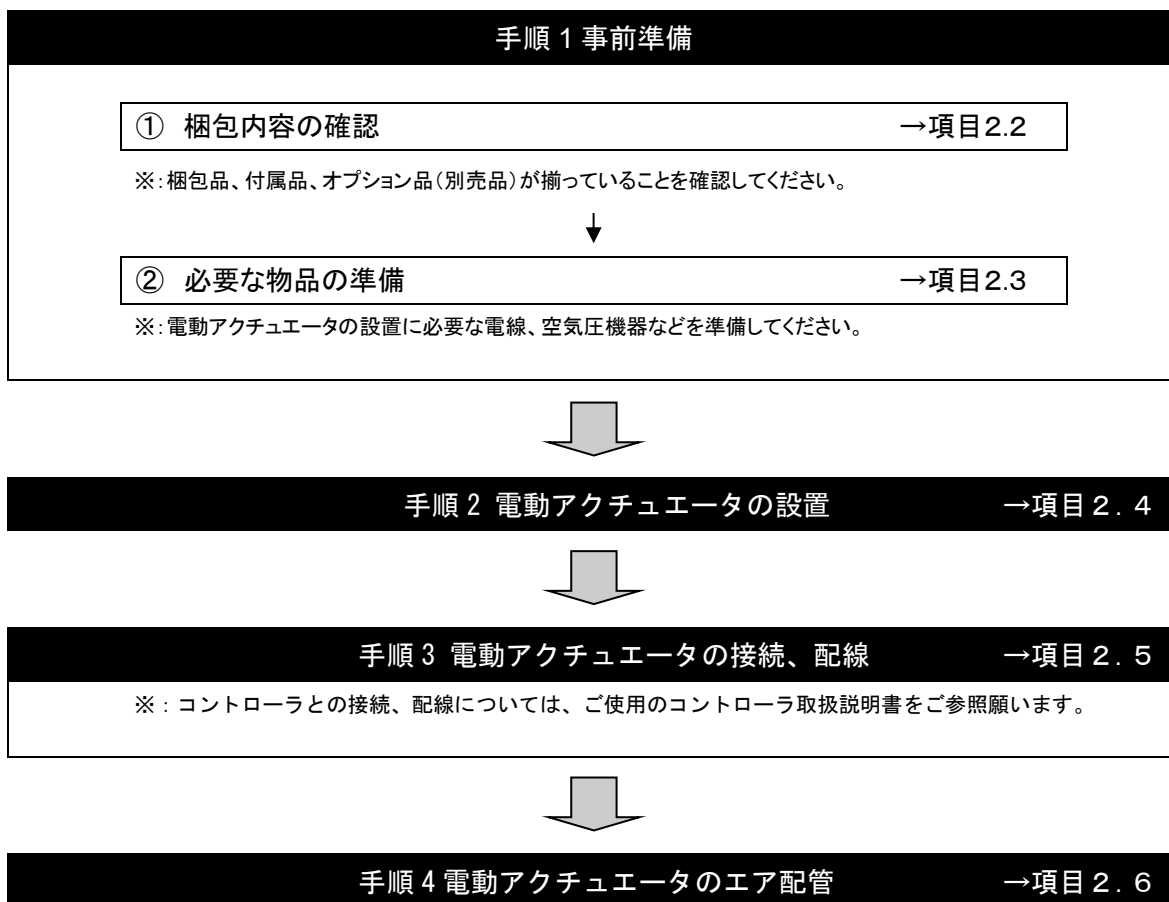 手順 1 事前準備
① 梱包内容の確認 →項目2.2
※：梱包品、付属品、オプション品（別売品）が揃っていることを確認してください。
② 必要な物品の準備 →項目2.3
※：電動アクチュエータの設置に必要な電線、空気圧機器などを準備してください。
手順 2 電動アクチュエータの設置 →項目２．４
手順 3 電動アクチュエータの接続、配線 →項目２．５
※：コントローラとの接続、配線については、ご使用のコントローラ取扱説明書をご参照願います。
手順 4 電動アクチュエータのエア配管 →項目２．６